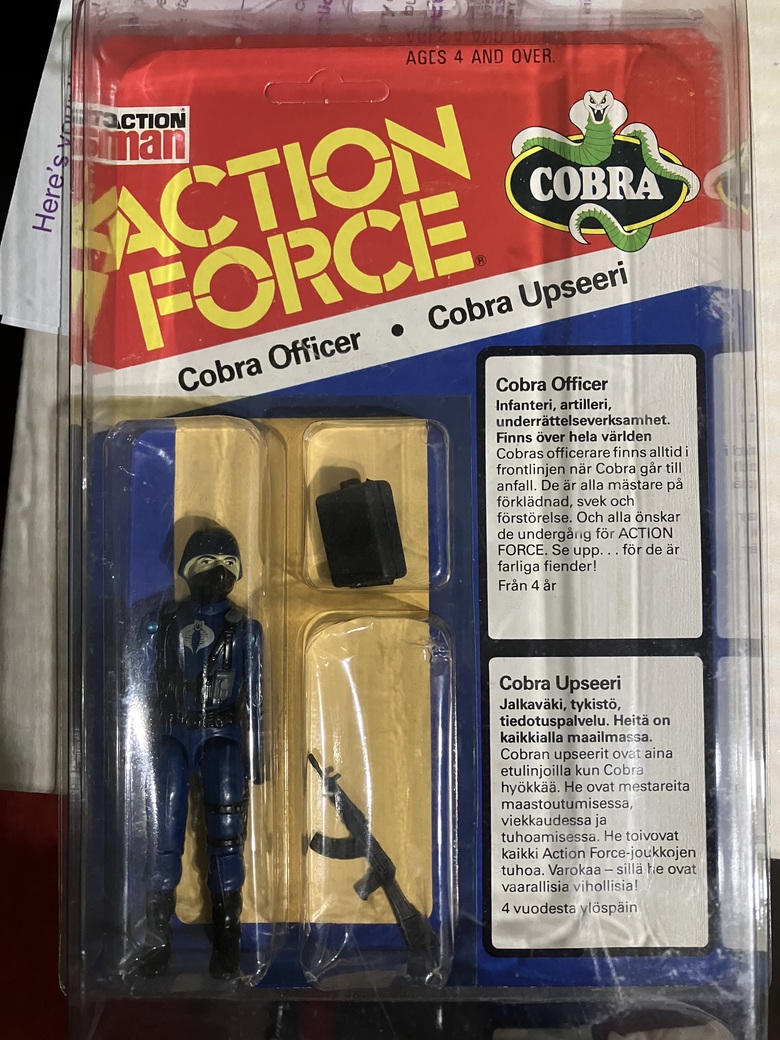 AGES 4 AND OVER.
Here's
ACTION
man
ACTION
FORCE®
COBRA
Cobra Officer • Cobra Upseeri
Cobra Officer
Infanteri, artilleri,
underrättelseverksamhet.
Finns över hela världen
Cobras officerare finns alltid i
frontlinjen när Cobra går till
anfall. De är alla mästare på
förklädnad, svek och
förstörelse. Och alla önskar
de undergång för ACTION
FORCE. Se upp. . . för de är
farliga fiender!
Från 4 år
Cobra Upseeri
Jalkaväki, tykistö,
tiedotuspalvelu. Heitä on
kaikkialla maailmassa.
Cobran upseerit ovat aina
etulinjoilla kun Cobra
hyökkää. He ovat mestareita
maastoutumisessa,
viekkaudessa ja
tuhoamisessa. He toivovat
kaikki Action Force-joukkojen
tuhoa. Varokaa – sillä he ovat
vaarallisia vihollisia!
4 vuodesta ylöspäin